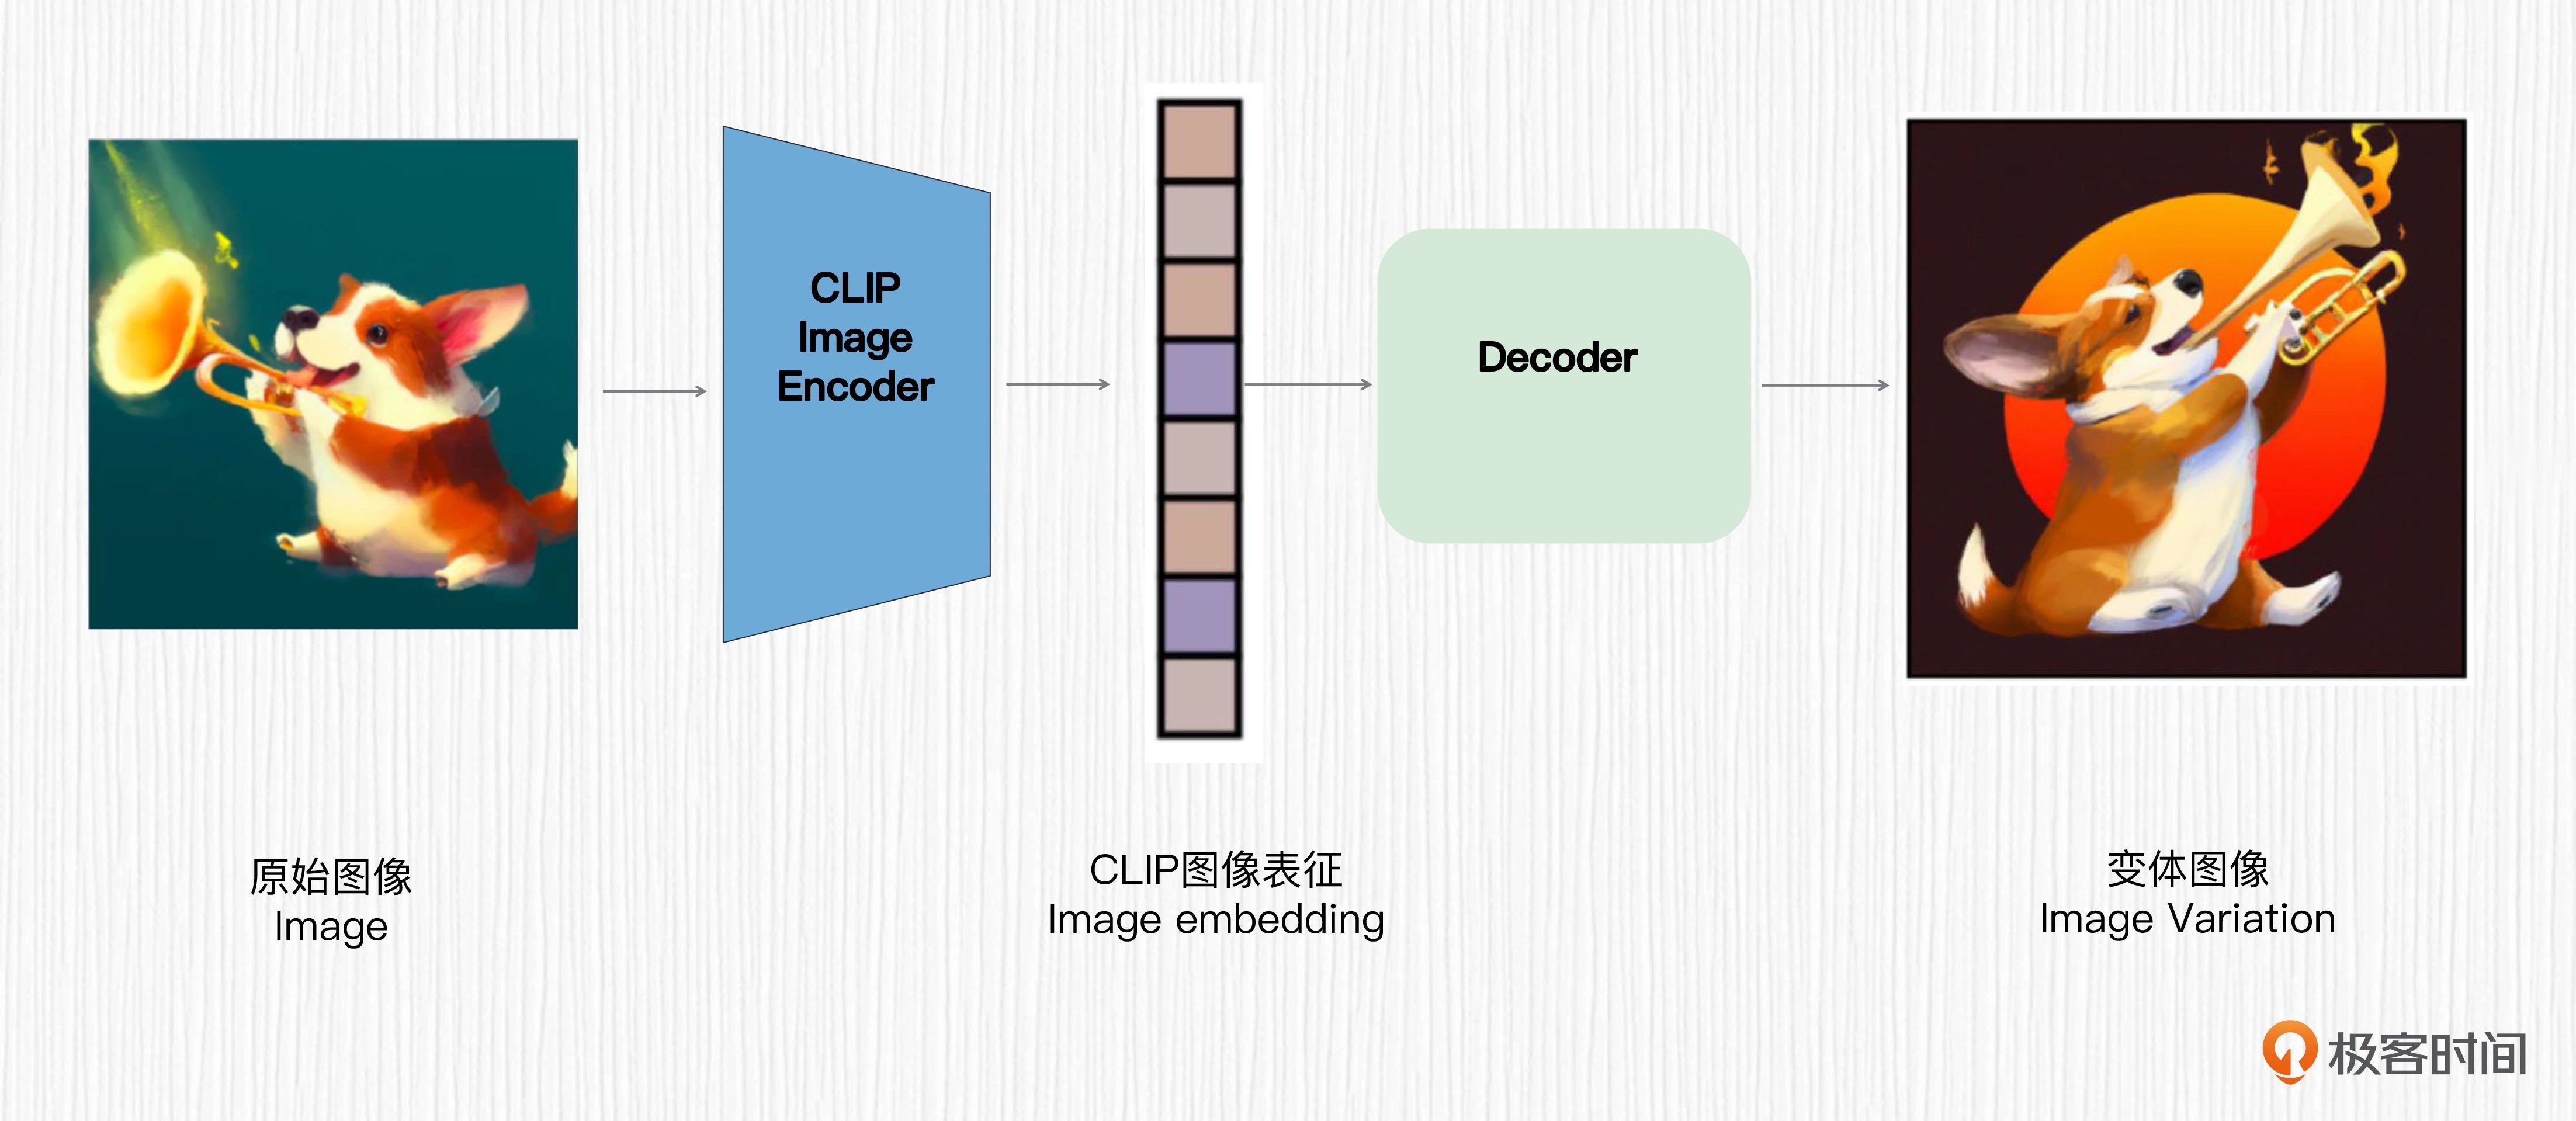 CLIP
Image
Encoder
Decoder
原始图像
Image
CLIP图像表征
Image embedding
变体图像
Image Variation
极客时间